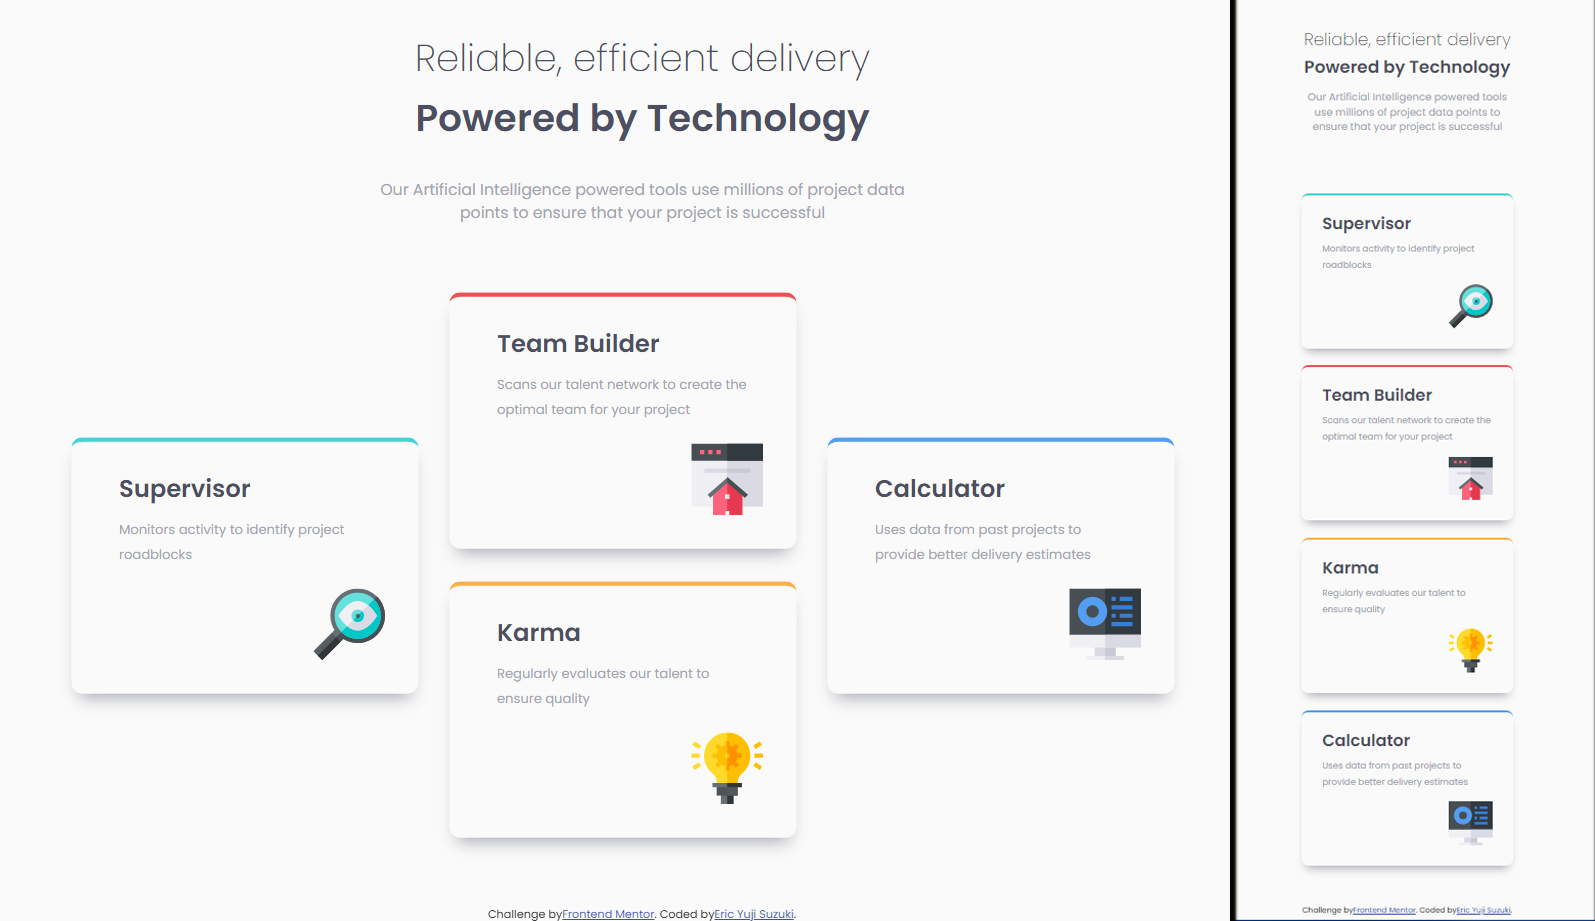 Reliable, efficient delivery
Powered by Technology
Our Artificial Intelligence powered tools use millions of project data
points to ensure that your project is successful
Team Builder
Scans our talent network to create the
optimal team for your project
Supervisor
Monitors activity to identify project
roadblocks
Calculator
Uses data from past projects to
provide better delivery estimates
Karma
Regularly evaluates our talent to
ensure quality
Challenge byFrontend Mentor. Coded byEric Yuji Suzuki.
Reliable, efficient delivery
Powered by Technology
Our Artificial Intelligence powered tools
use millions of project data points to
ensure that your project is successful
Supervisor
Monitors activity to identify project
roadblocks
Team Builder
Scans our talent network to create the
optimal team for your project
Karma
Regularly evaluates our talent to
ensure quality
Calculator
Uses data from past projects to
provide better delivery estimates
Challenge byFrontend Mentor. Coded byEric Yuji Suzuki.